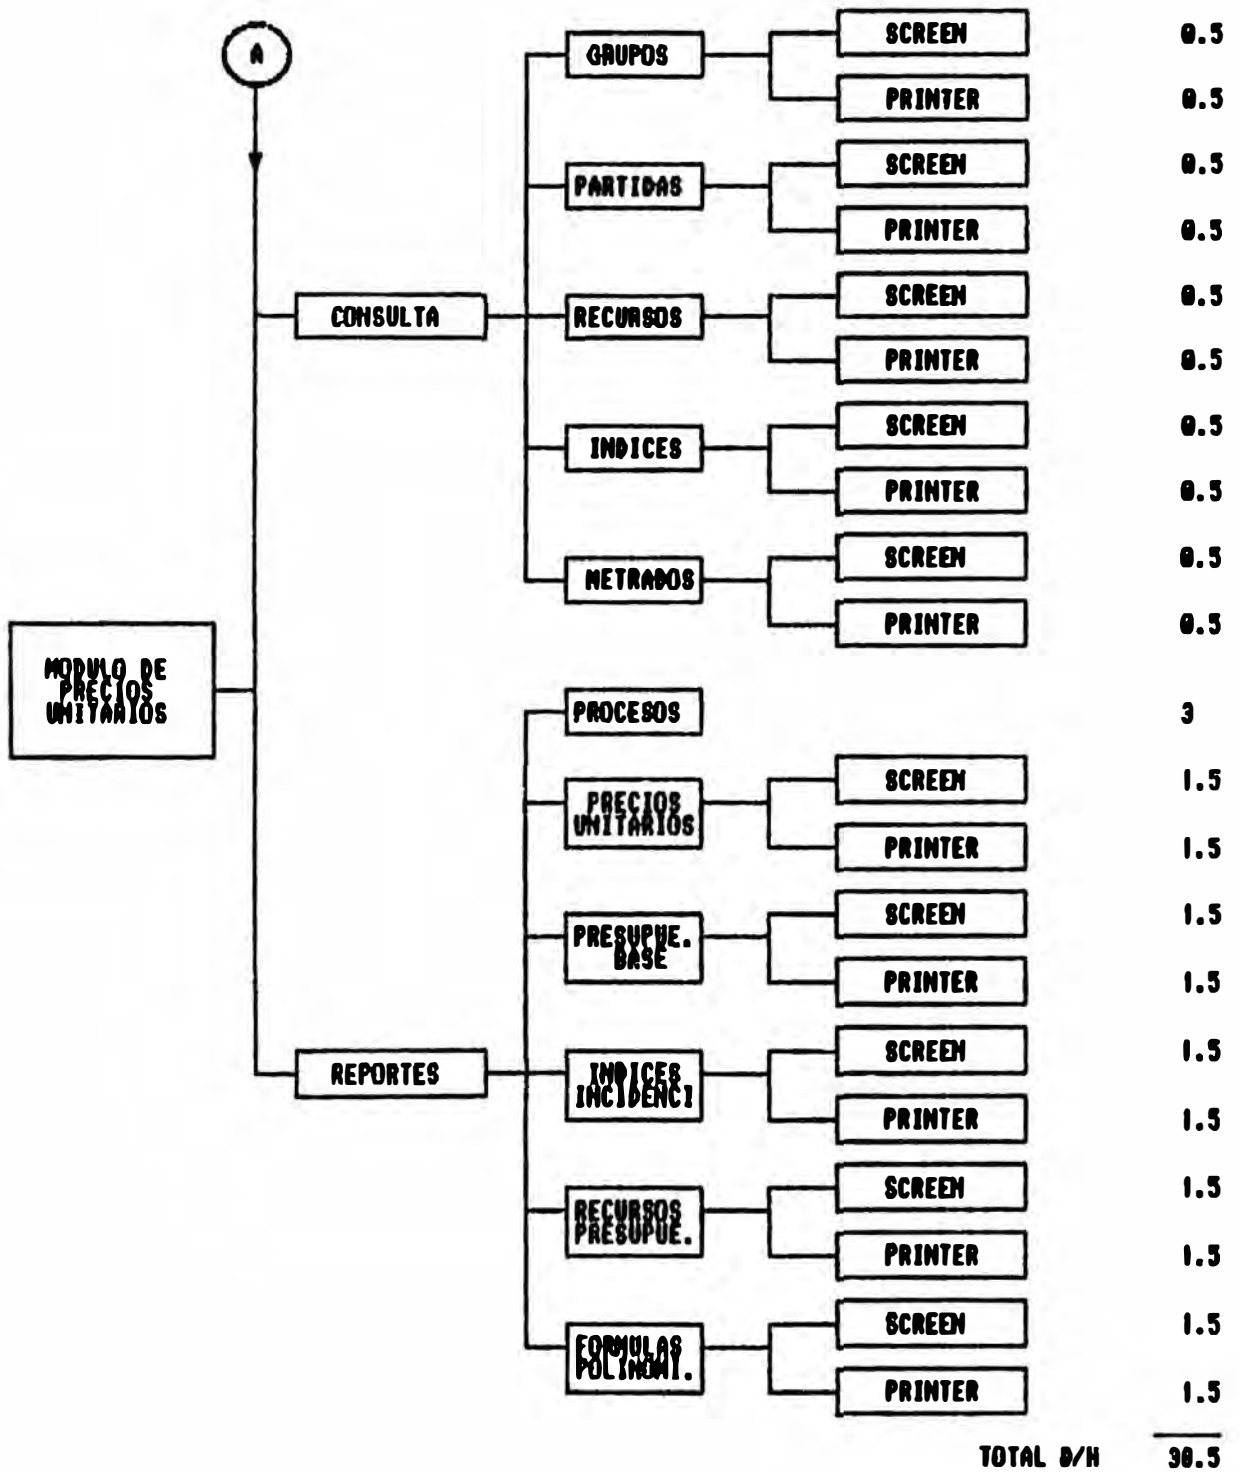 A
GRUPOS
SCREEN 0.5
PRINTER 0.5
PARTIDAS
SCREEN 0.5
PRINTER 0.5
CONSULTA
RECURSOS
SCREEN 0.5
PRINTER 0.5
INDICES
SCREEN 0.5
PRINTER 0.5
METRADOS
SCREEN 0.5
PRINTER 0.5
MODULO DE
PRECIOS
UNITARIOS
PROCESOS 3
PRECIOS
UNITARIOS
SCREEN 1.5
PRINTER 1.5
PRESUPUE.
BASE
SCREEN 1.5
PRINTER 1.5
REPORTES
INDICES
INCIDENCI
SCREEN 1.5
PRINTER 1.5
RECURSOS
PRESUPUE.
SCREEN 1.5
PRINTER 1.5
FORMULAS
POLINOMI.
SCREEN 1.5
PRINTER 1.5
TOTAL D/H 30.5